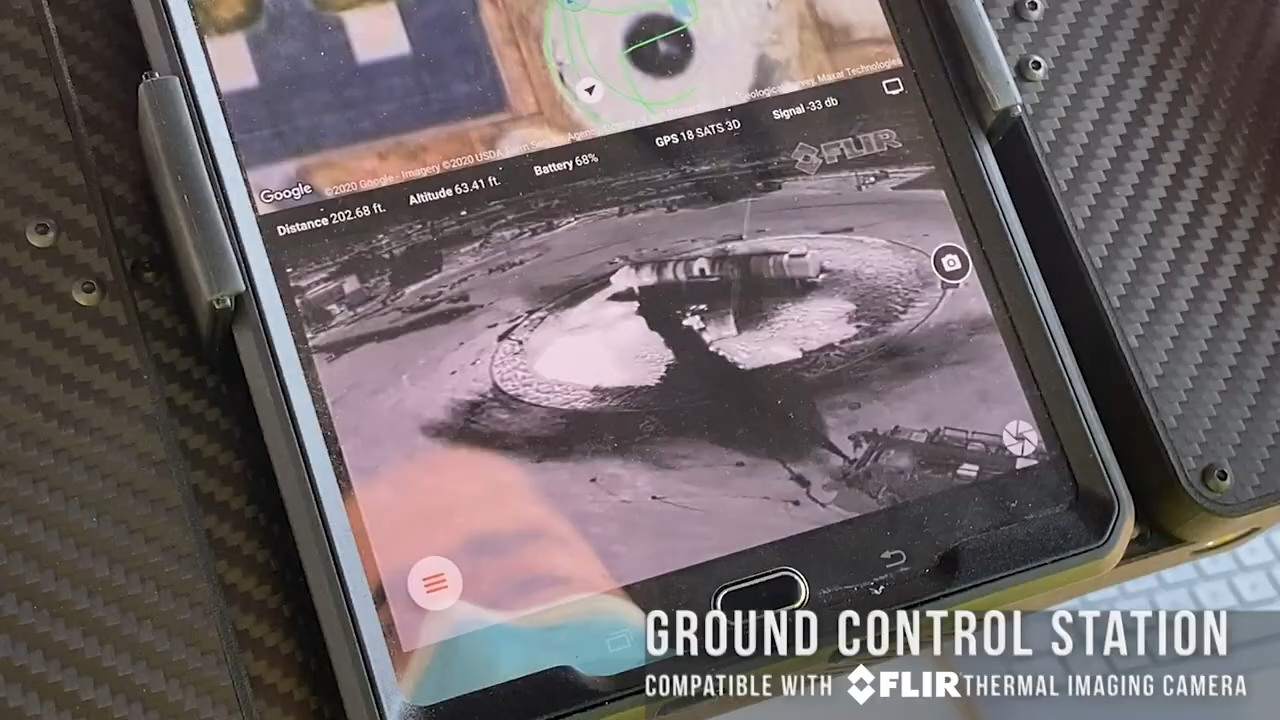 Google
©2020 Google - Imagery ©2020 USDA Farm Service Agency, Geological Survey, Maxar Technologies
Distance 202.68 ft. Altitude 63.41 ft. Battery 68% GPS 18 SATS 3D Signal -33 db
FLIR
GROUND CONTROL STATION
COMPATIBLE WITH FLIR THERMAL IMAGING CAMERA